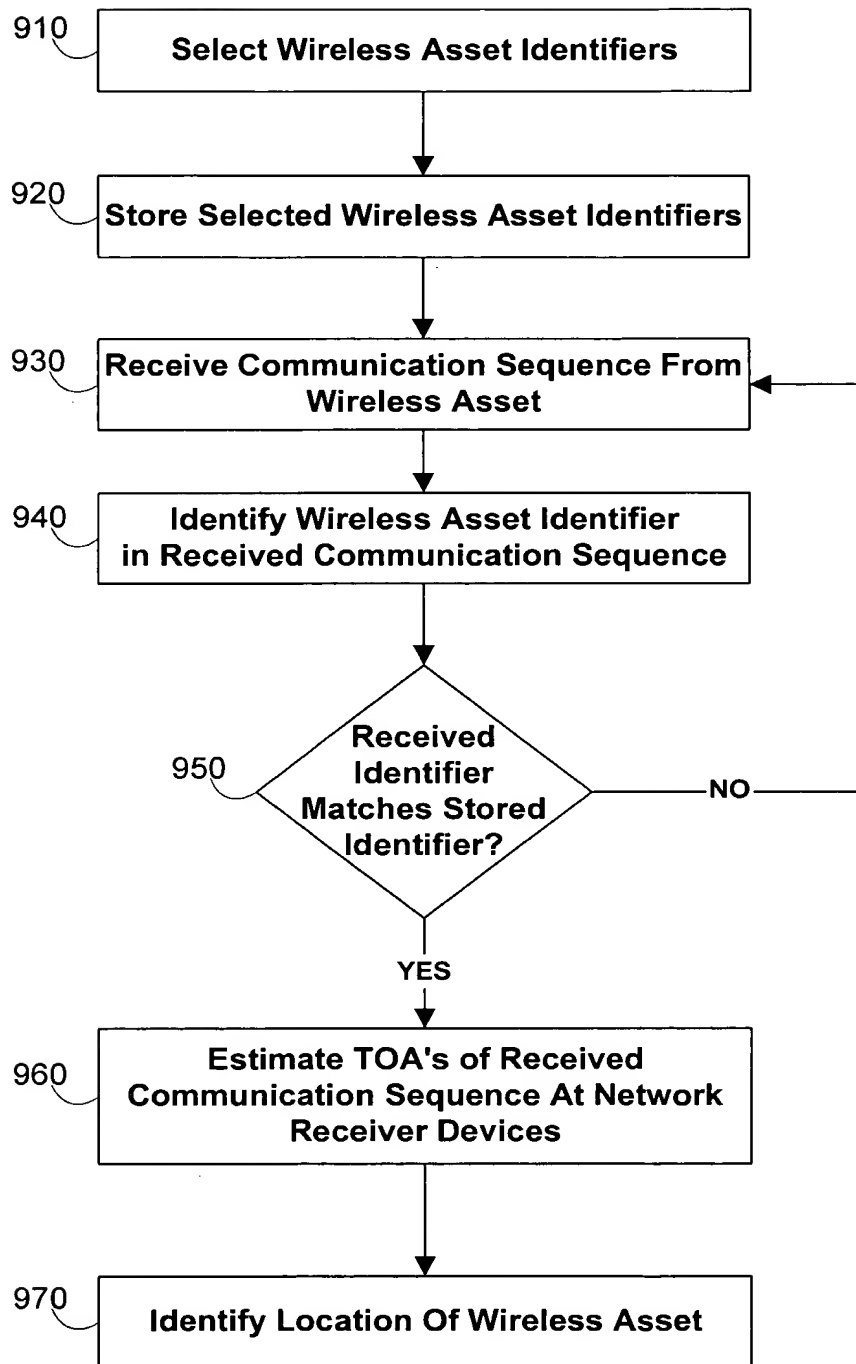 910
Select Wireless Asset Identifiers
920
Store Selected Wireless Asset Identifiers
930
Receive Communication Sequence From
Wireless Asset
940
Identify Wireless Asset Identifier
in Received Communication Sequence
950
Received
Identifier
Matches Stored
Identifier?
NO
YES
960
Estimate TOA's of Received
Communication Sequence At Network
Receiver Devices
970
Identify Location Of Wireless Asset